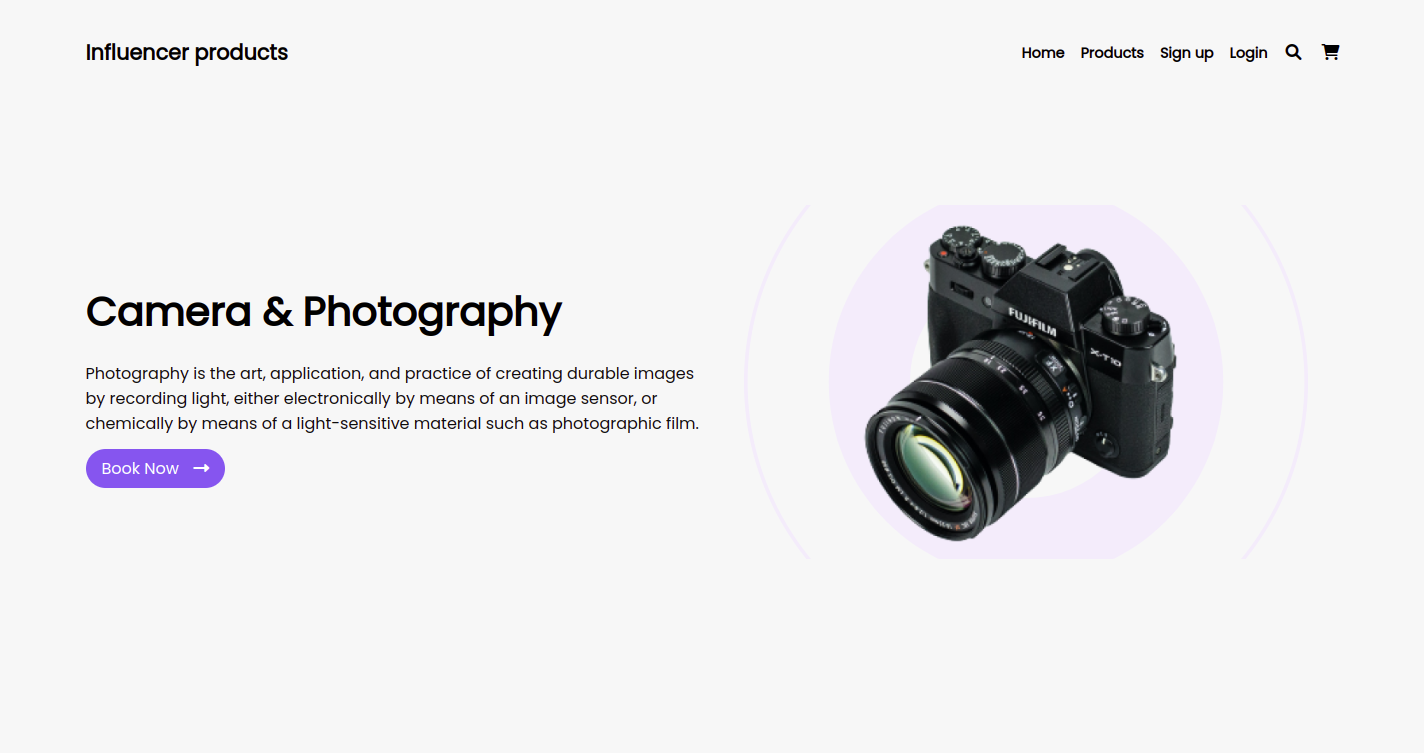 Influencer products
Home Products Sign up Login
Camera & Photography
Photography is the art, application, and practice of creating durable images
by recording light, either electronically by means of an image sensor, or
chemically by means of a light-sensitive material such as photographic film.
Book Now
FUJIFILM
X-T10